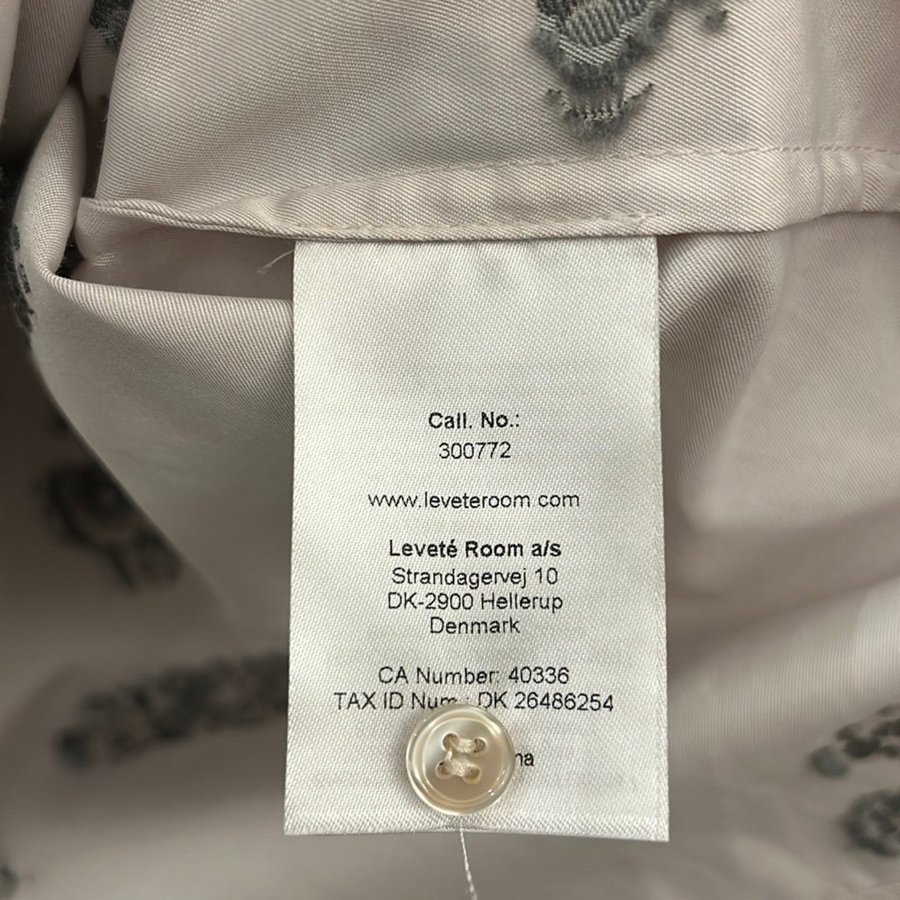 Call. No.:
300772
www.leveteroom.com
Leveté Room a/s
Strandagervej 10
DK-2900 Hellerup
Denmark
CA Number: 40336
TAX ID Num.: DK 26486254